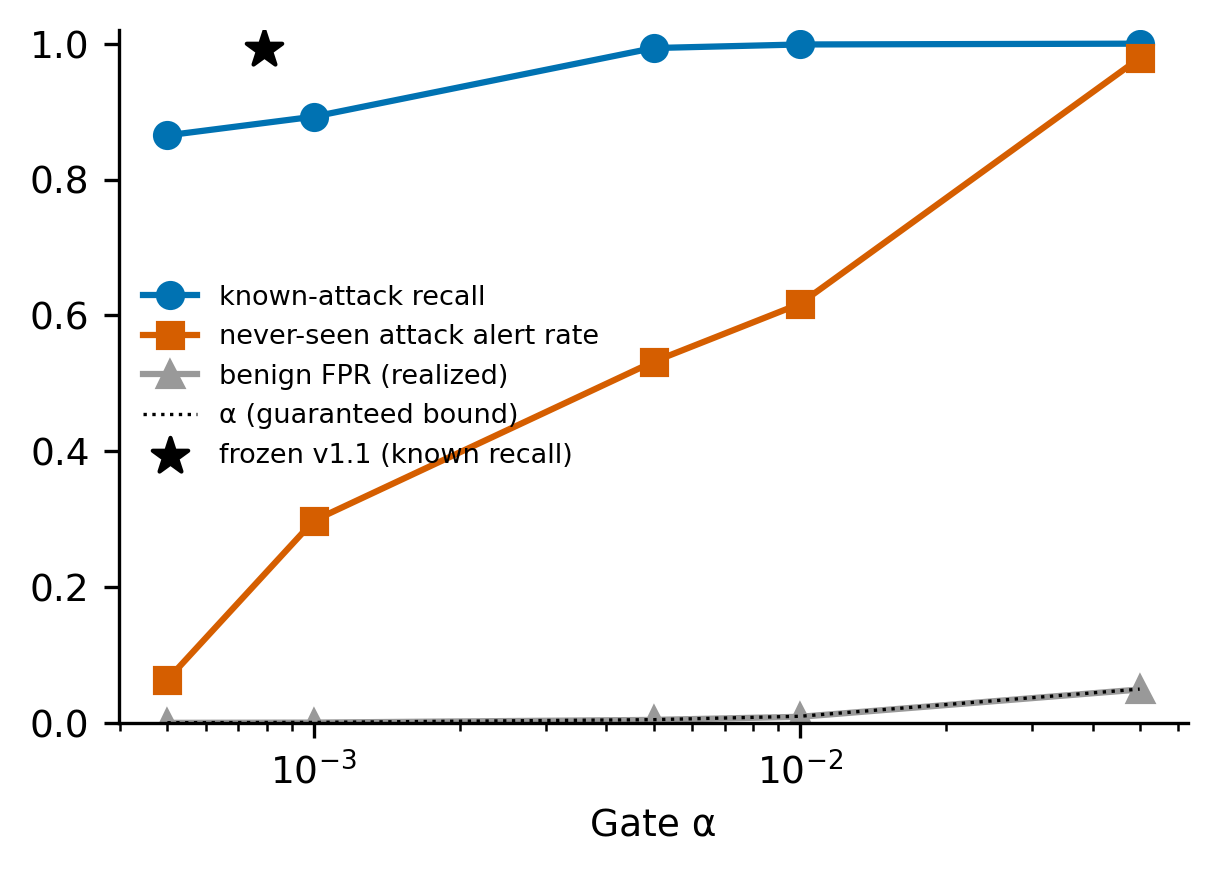 1.0
0.8
0.6
0.4
0.2
0.0
known-attack recall
never-seen attack alert rate
benign FPR (realized)
α (guaranteed bound)
frozen v1.1 (known recall)
10⁻³ 10⁻²
Gate α